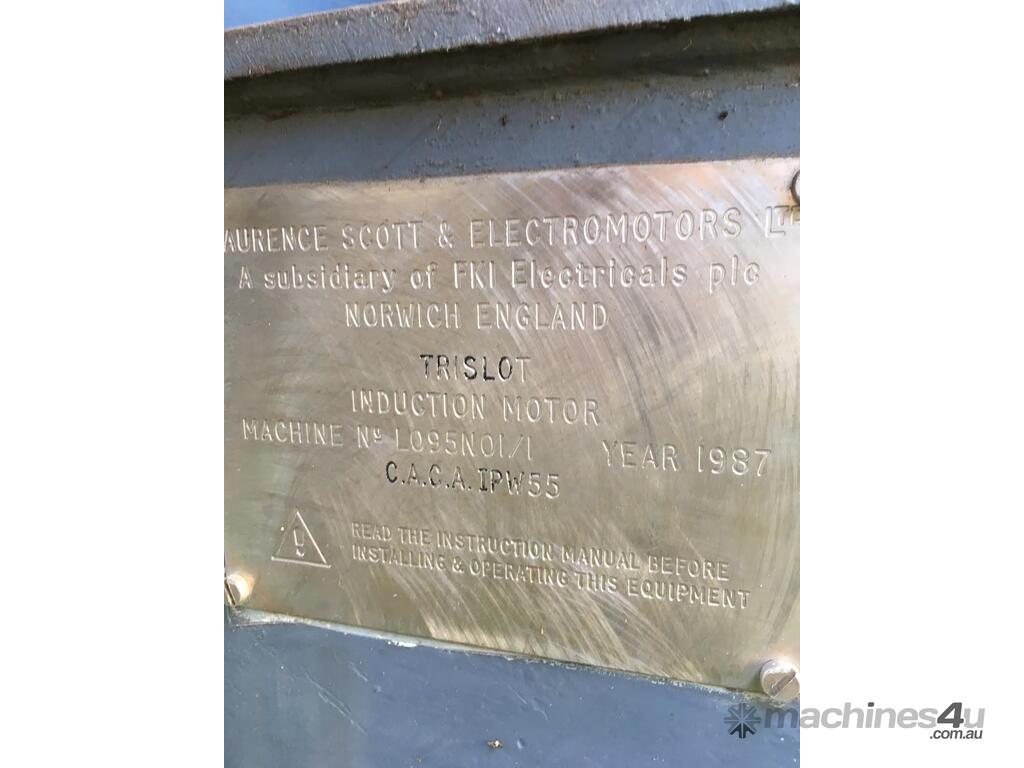 AURENCE SCOTT & ELECTROMOTORS LTD
A subsidiary of FKI Electricals plc
NORWICH ENGLAND
TRISLOT
INDUCTION MOTOR
MACHINE Nº L095N01/1 YEAR 1987
C.A.C.A. IPW55
!
READ THE INSTRUCTION MANUAL BEFORE
INSTALLING & OPERATING THIS EQUIPMENT
machines4u
.com.au